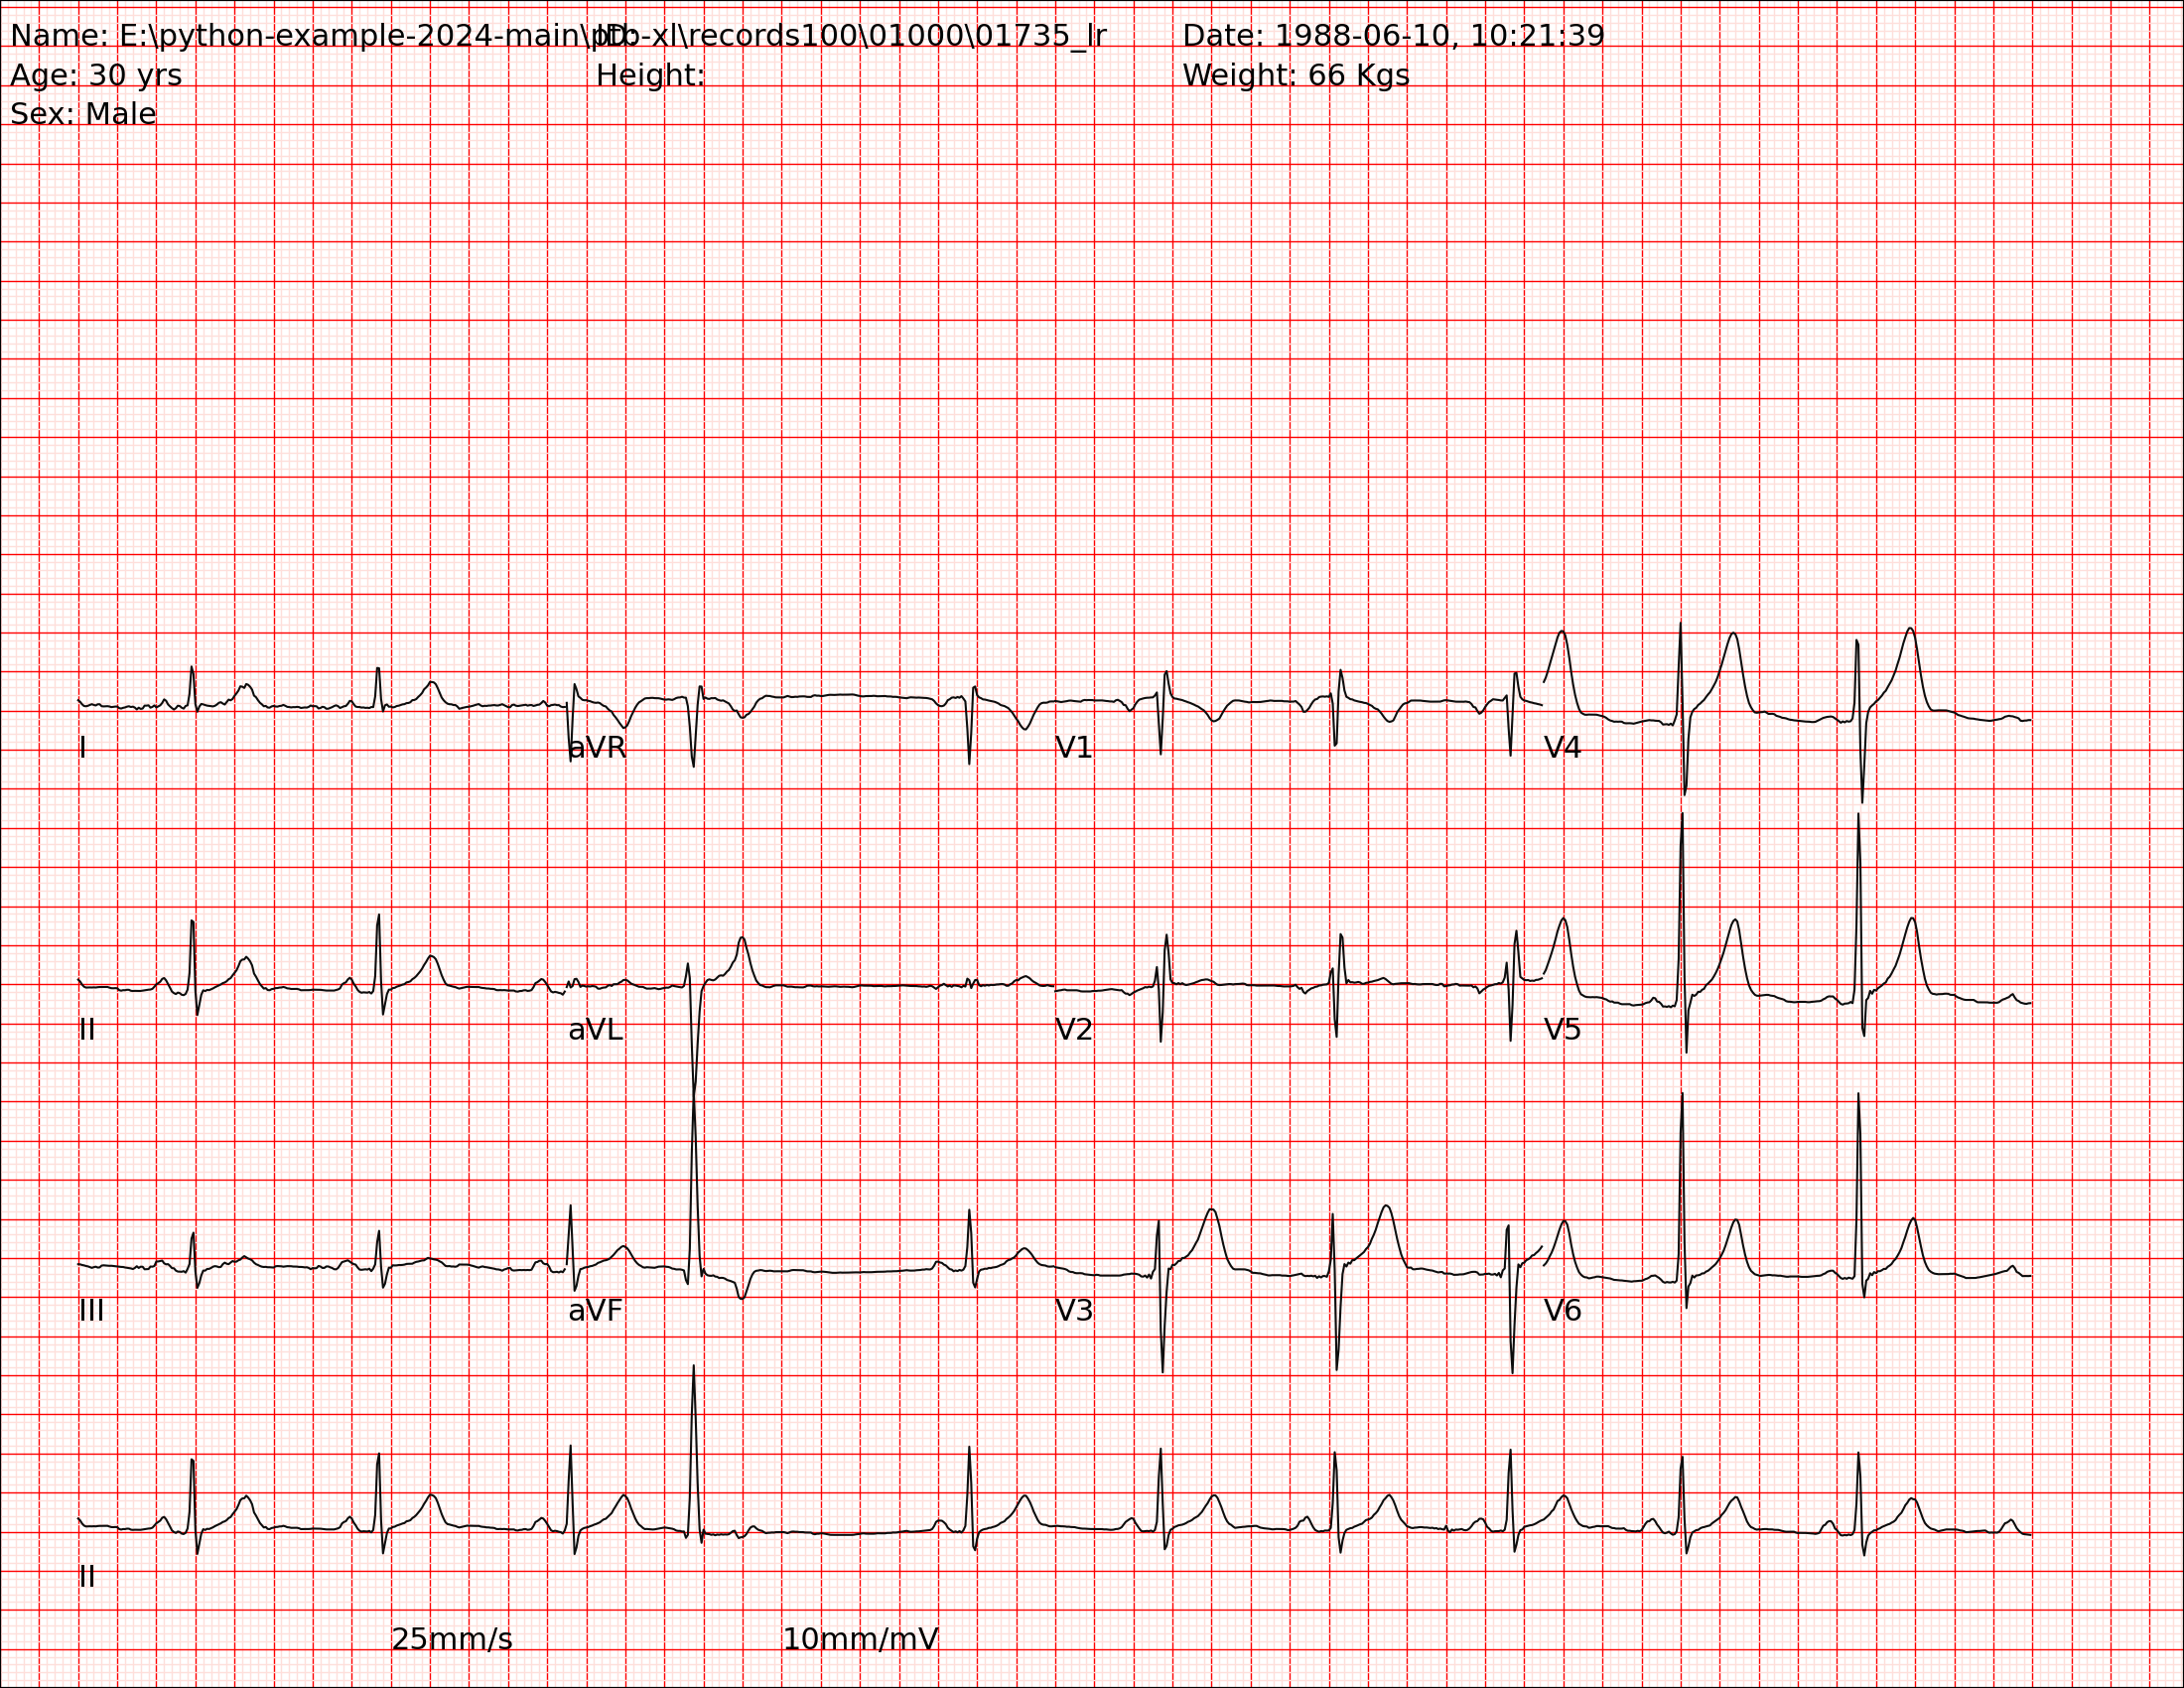 Name: E:\python-example-2024-main\ptb-xl\records100\01000\01735_lr ID: Date: 1988-06-10, 10:21:39
Age: 30 yrs Height: Weight: 66 Kgs
Sex: Male
I aVR V1 V4
II aVL V2 V5
III aVF V3 V6
II
25mm/s 10mm/mV